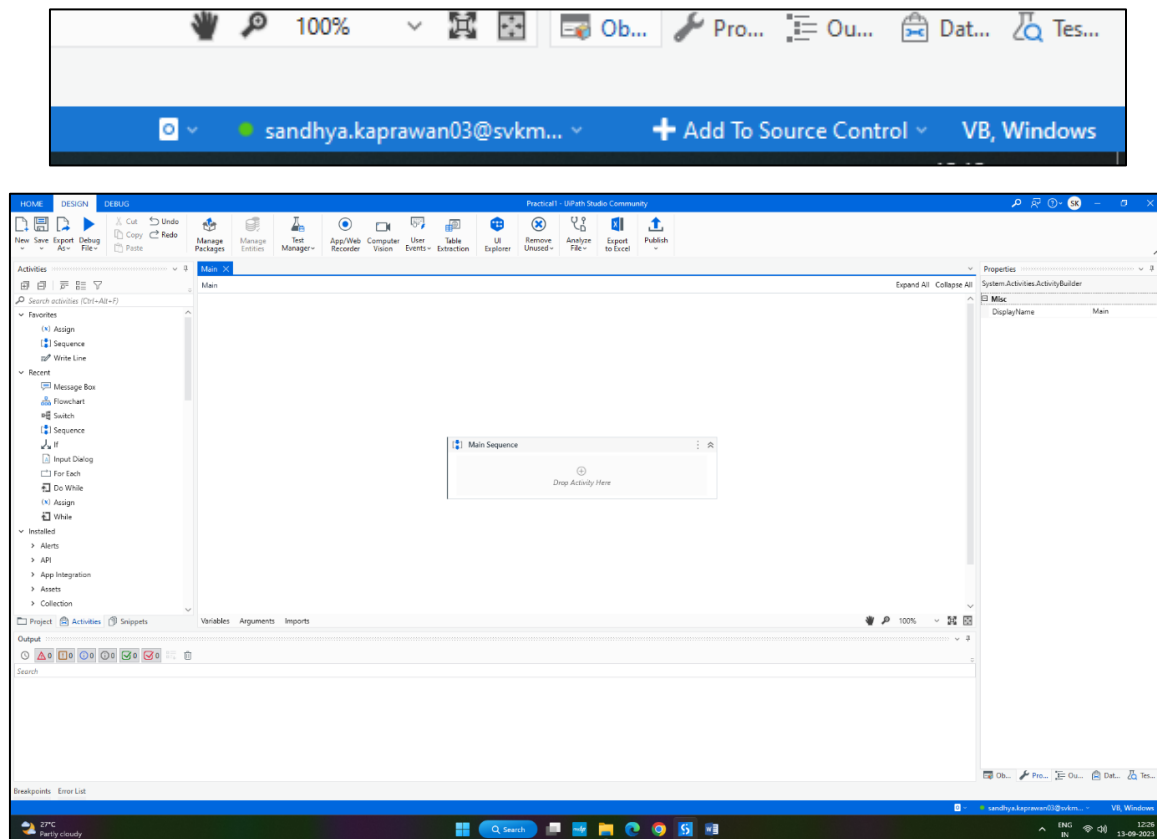 100%
Ob... Pro... Ou... Dat... Tes...
sandhya.kaprawan03@svkm... Add To Source Control VB, Windows
HOME DESIGN DEBUG Practical1 - UiPath Studio Community SK
New Save Export As Debug File Cut Copy Paste Undo Redo Manage Packages Manage Entities Test Manager App/Web Recorder Computer Vision User Events Table Extraction UI Explorer Remove Unused Analyze File Export to Excel Publish
Activities
Main
Properties
Main
Expand All Collapse All
System.Activities.ActivityBuilder
Search activities (Ctrl+Alt+F)
Misc
DisplayName Main
Favorites
Assign
Sequence
Write Line
Recent
Message Box
Flowchart
Switch
Sequence
If
Input Dialog
For Each
Do While
Assign
While
Installed
Alerts
API
App Integration
Assets
Collection
Main Sequence
Drop Activity Here
Project Activities Snippets
Variables Arguments Imports
100%
Output
0 0 0 0 0 0
Search
Ob... Pro... Ou... Dat... Tes...
Breakpoints Error List
sandhya.kaprawan03@svkm... VB, Windows
27°C
Partly cloudy
Search
ENG
IN
12:26
13-09-2023